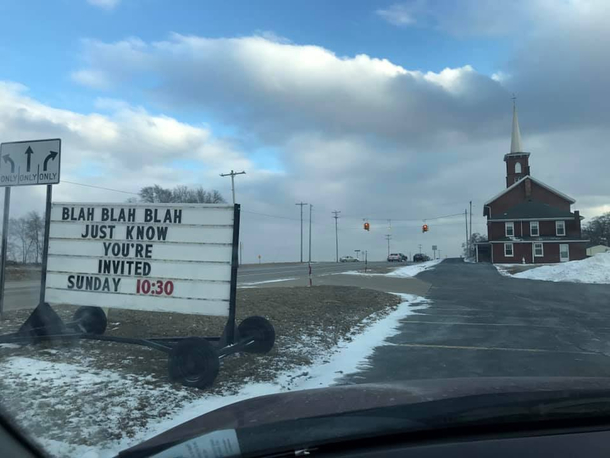 ONLY ONLY ONLY
BLAH BLAH BLAH
JUST KNOW
YOU'RE
INVITED
SUNDAY 10:30